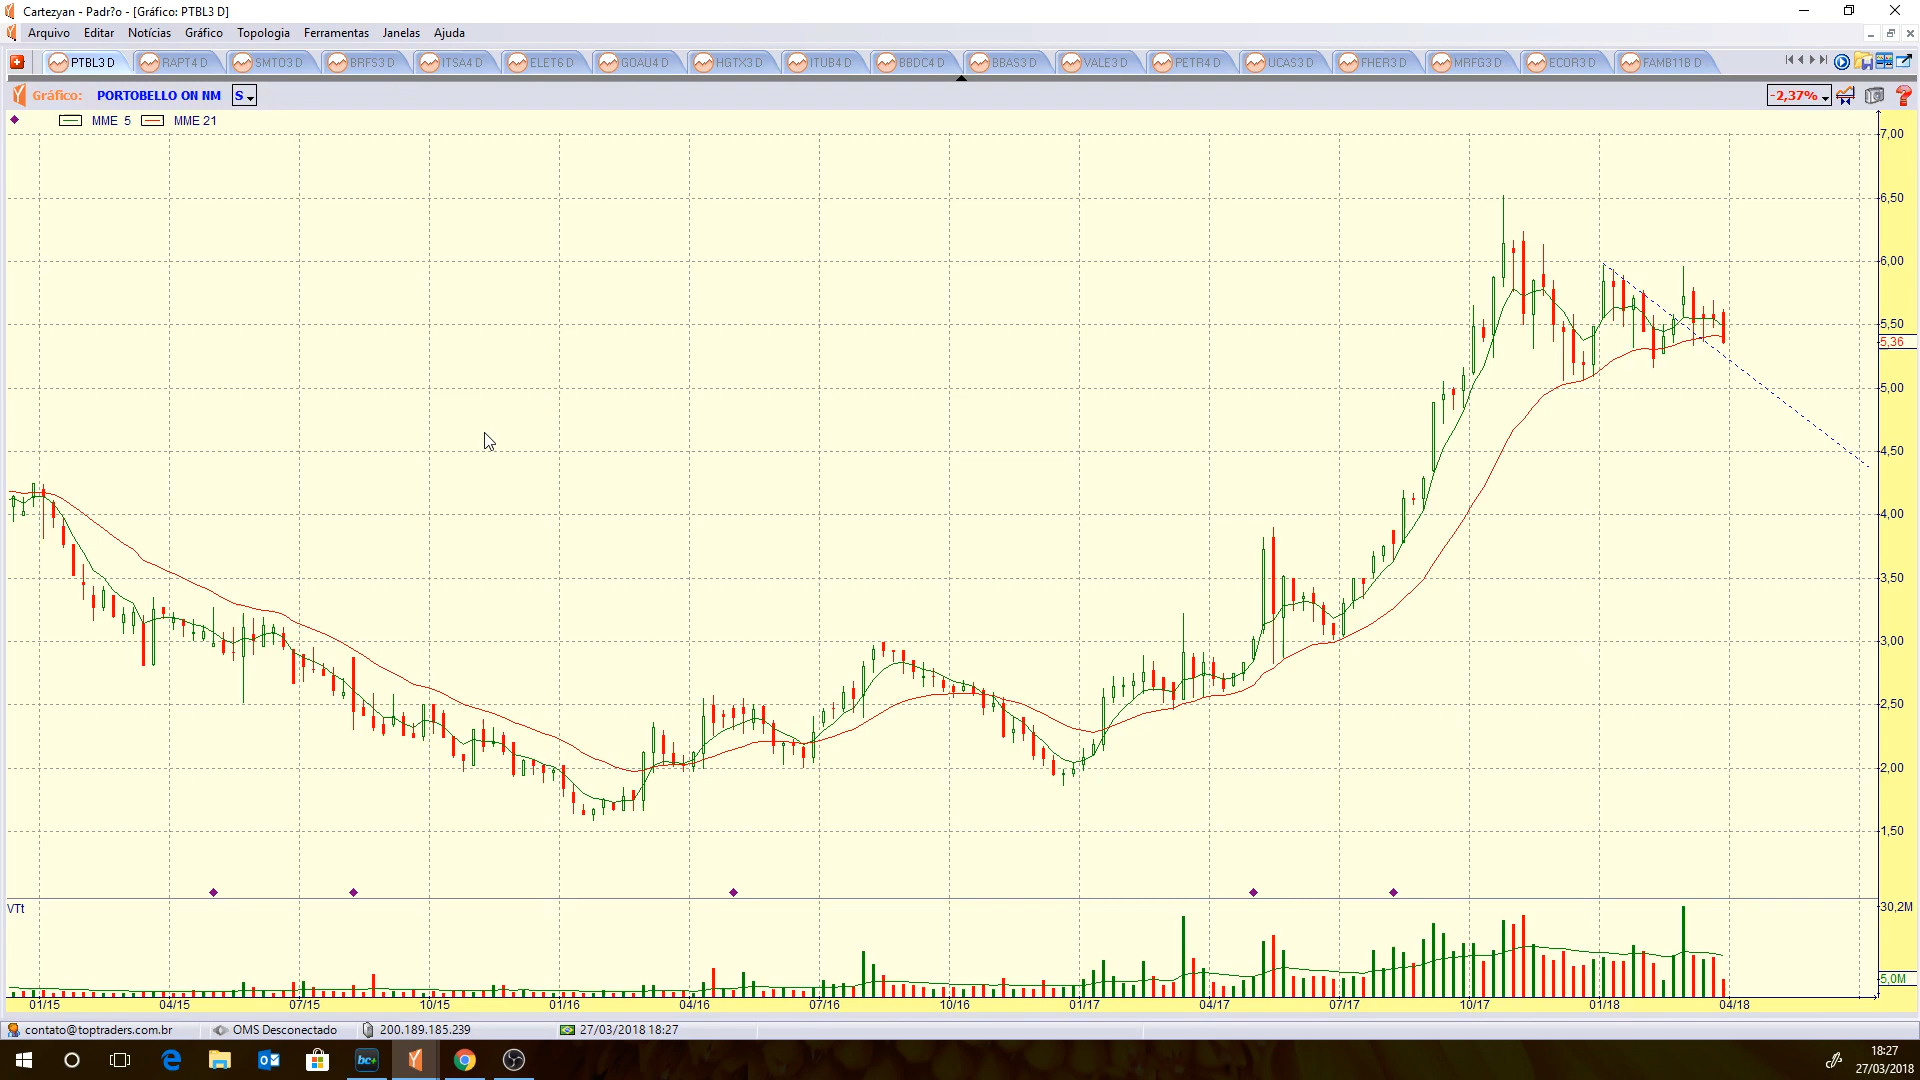 Cartezyan - Padr?o - [Gráfico: PTBL3 D]
Arquivo Editar Notícias Gráfico Topologia Ferramentas Janelas Ajuda
PTBL3 D RAPT4 D SMTO3 D BRFS3 D ITSA4 D ELET6 D GOAU4 D HGTX3 D ITUB4 D BBDC4 D BBAS3 D VALE3 D PETR4 D UCAS3 D FHER3 D MRFG3 D ECOR3 D FAMB11B D
Gráfico: PORTOBELLO ON NM S -2,37%
MME 5 MME 21
7,00
6,50
6,00
5,50
5,36
5,00
4,50
4,00
3,50
3,00
2,50
2,00
1,50
VTt
30,2M
5,0M
01/15 04/15 07/15 10/15 01/16 04/16 07/16 10/16 01/17 04/17 07/17 10/17 01/18 04/18
contato@toptraders.com.br OMS Desconectado 200.189.185.239 27/03/2018 18:27
bc+
18:27
27/03/2018